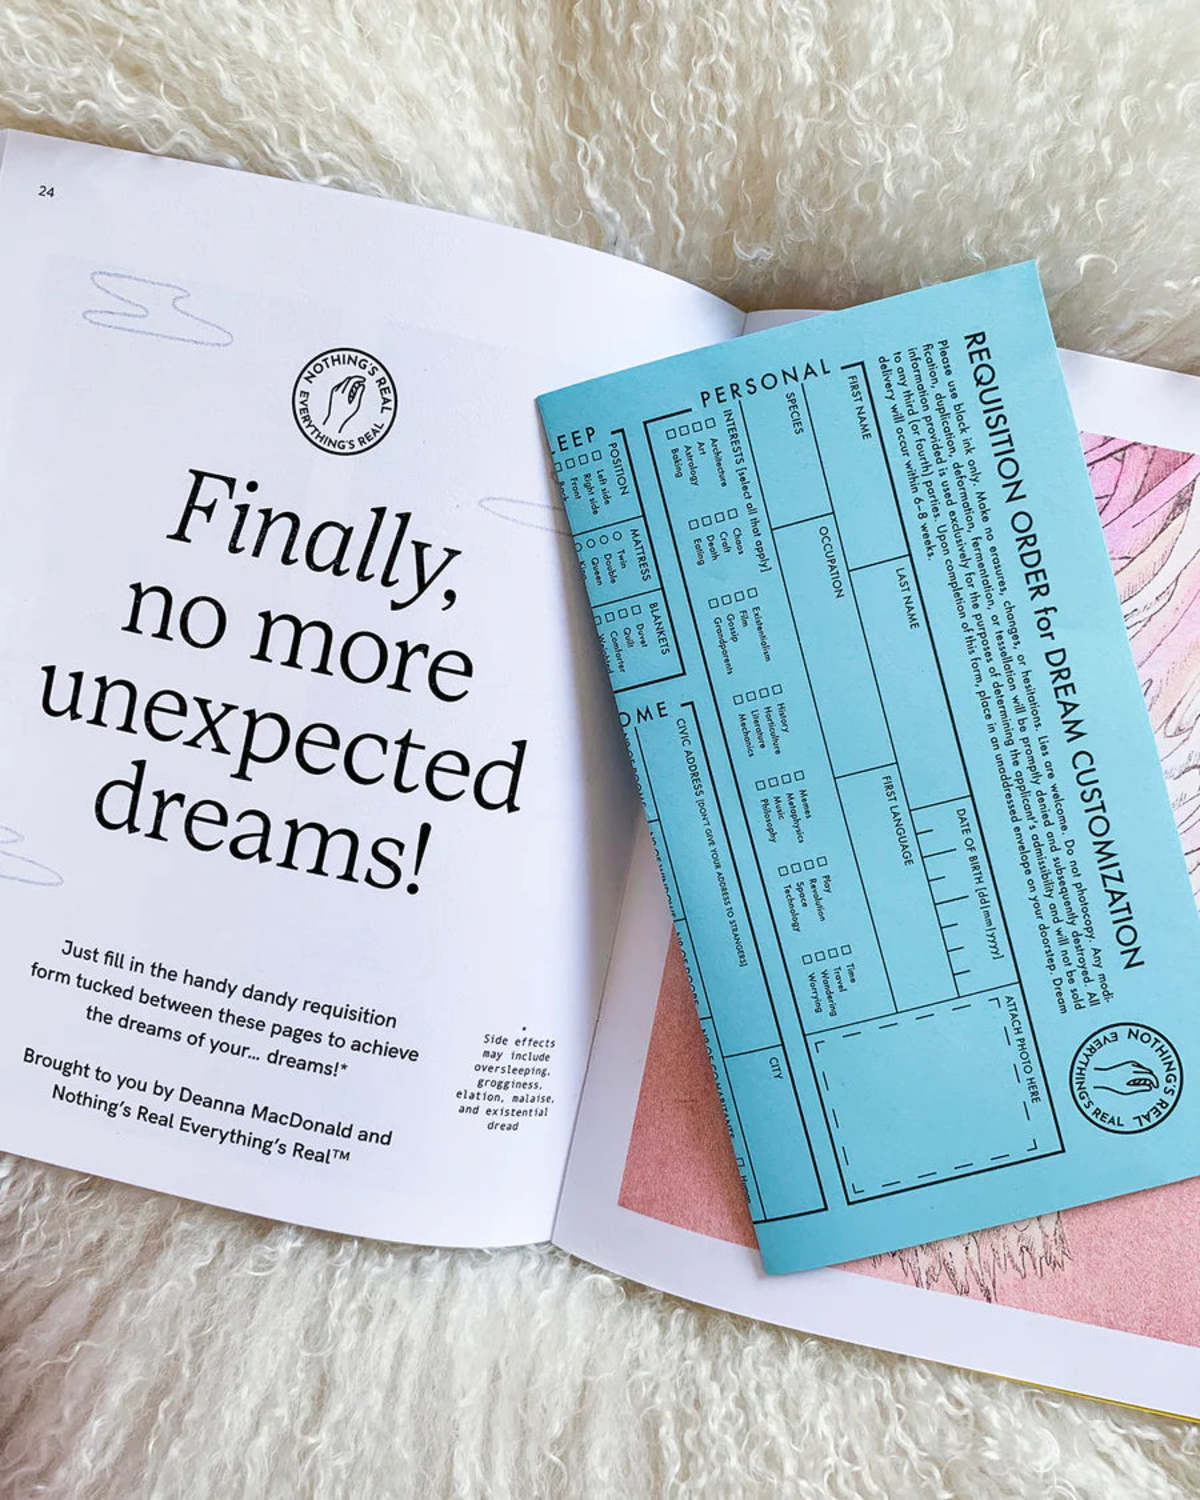 24
NOTHING'S REAL
EVERYTHING'S REAL
Finally,
no more
unexpected
dreams!
Just fill in the handy dandy requisition
form tucked between these pages to achieve
the dreams of your... dreams!*
Brought to you by Deanna MacDonald and
Nothing's Real Everything's Real™
*
Side effects
may include
oversleeping,
grogginess,
elation, malaise,
and existential
dread
REQUISITION ORDER for DREAM CUSTOMIZATION
Please use black ink only. Make no erasures, changes, or hesitations. Lies are welcome. Do not photocopy. Any modi-
fication, duplication, deformation, fermentation, or tessellation will be promptly denied and subsequently destroyed. All
information provided is used exclusively for the purposes of determining the applicant's admissibility and will not be sold
to any third (or fourth) parties. Upon completion of this form, place in an unaddressed envelope on your doorstep. Dream
delivery will occur within 6–8 weeks.
NOTHING'S REAL
EVERYTHING'S REAL
PERSONAL
FIRST NAME
LAST NAME
DATE OF BIRTH [dd|mm|yyyy]
ATTACH PHOTO HERE
SPECIES
OCCUPATION
FIRST LANGUAGE
INTERESTS [select all that apply]
Architecture
Art
Astrology
Baking
Chaos
Craft
Death
Eating
Existentialism
Film
Gossip
Grandparents
History
Horticulture
Literature
Mechanics
Memes
Metaphysics
Music
Philosophy
Play
Revolution
Space
Technology
Time
Travel
Wandering
Worrying
EEP
POSITION
Left side
Right side
Front
Back
MATTRESS
Twin
Double
Queen
King
BLANKETS
Duvet
Quilt
Comforter
Weighted
OME
CIVIC ADDRESS [DON'T GIVE YOUR ADDRESS TO STRANGERS]
CITY